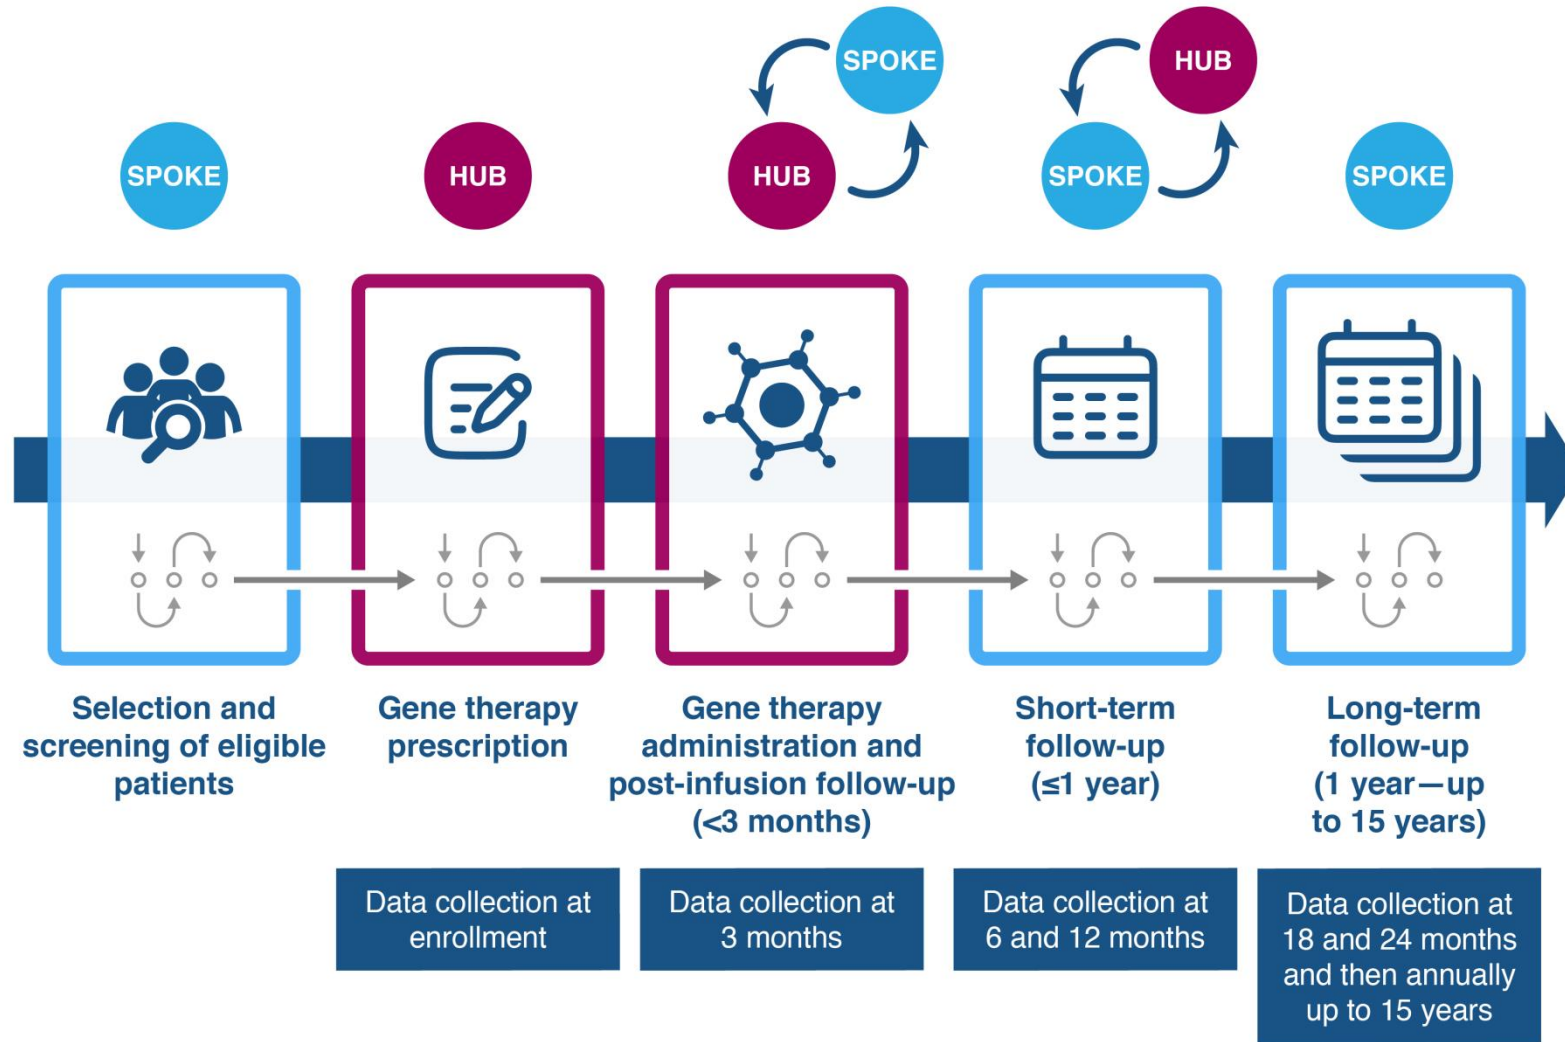 SPOKE
HUB
SPOKE
HUB
HUB
SPOKE
SPOKE
Selection and
screening of eligible
patients
Gene therapy
prescription
Gene therapy
administration and
post-infusion follow-up
(<3 months)
Short-term
follow-up
(≤1 year)
Long-term
follow-up
(1 year—up
to 15 years)
Data collection at
enrollment
Data collection at
3 months
Data collection at
6 and 12 months
Data collection at
18 and 24 months
and then annually
up to 15 years